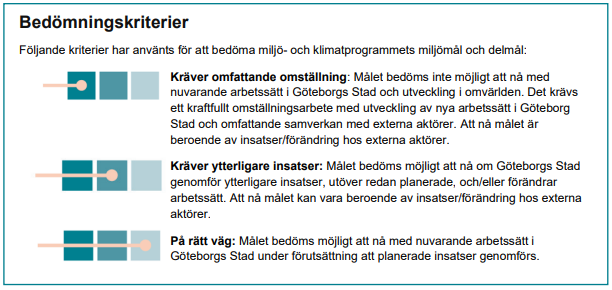 Bedömningskriterier
Följande kriterier har använts för att bedöma miljö- och klimatprogrammets miljömål och delmål:
Kräver omfattande omställning: Målet bedöms inte möjligt att nå med
nuvarande arbetssätt i Göteborgs Stad och utveckling i omvärlden. Det krävs
ett kraftfullt omställningsarbete med utveckling av nya arbetssätt i Göteborg
Stad och omfattande samverkan med externa aktörer. Att nå målet är
beroende av insatser/förändring hos externa aktörer.
Kräver ytterligare insatser: Målet bedöms möjligt att nå om Göteborgs Stad
genomför ytterligare insatser, utöver redan planerade, och/eller förändrar
arbetssätt. Att nå målet kan vara beroende av insatser/förändring hos externa
aktörer.
På rätt väg: Målet bedöms möjligt att nå med nuvarande arbetssätt i
Göteborgs Stad under förutsättning att planerade insatser genomförs.